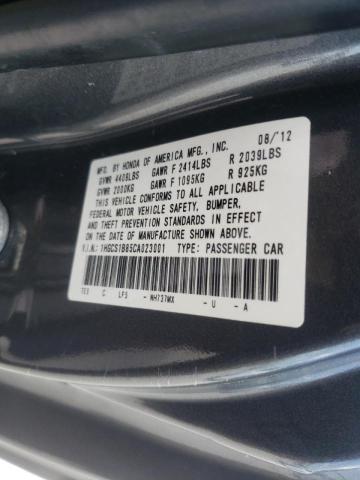 MFD. BY HONDA OF AMERICA MFG., INC. 08/'12
GVWR 4408LBS GAWR F 2414LBS R 2039LBS
GVWR 2000KG GAWR F 1095KG R 925KG
THIS VEHICLE CONFORMS TO ALL APPLICABLE
FEDERAL MOTOR VEHICLE SAFETY, BUMPER,
AND THEFT PREVENTION STANDARDS IN EFFECT
ON THE DATE OF MANUFACTURE SHOWN ABOVE.
V.I.N.: 1HGCS1B85CA023001 TYPE: PASSENGER CAR
TE3 C LF5 - NH737MX - U - A